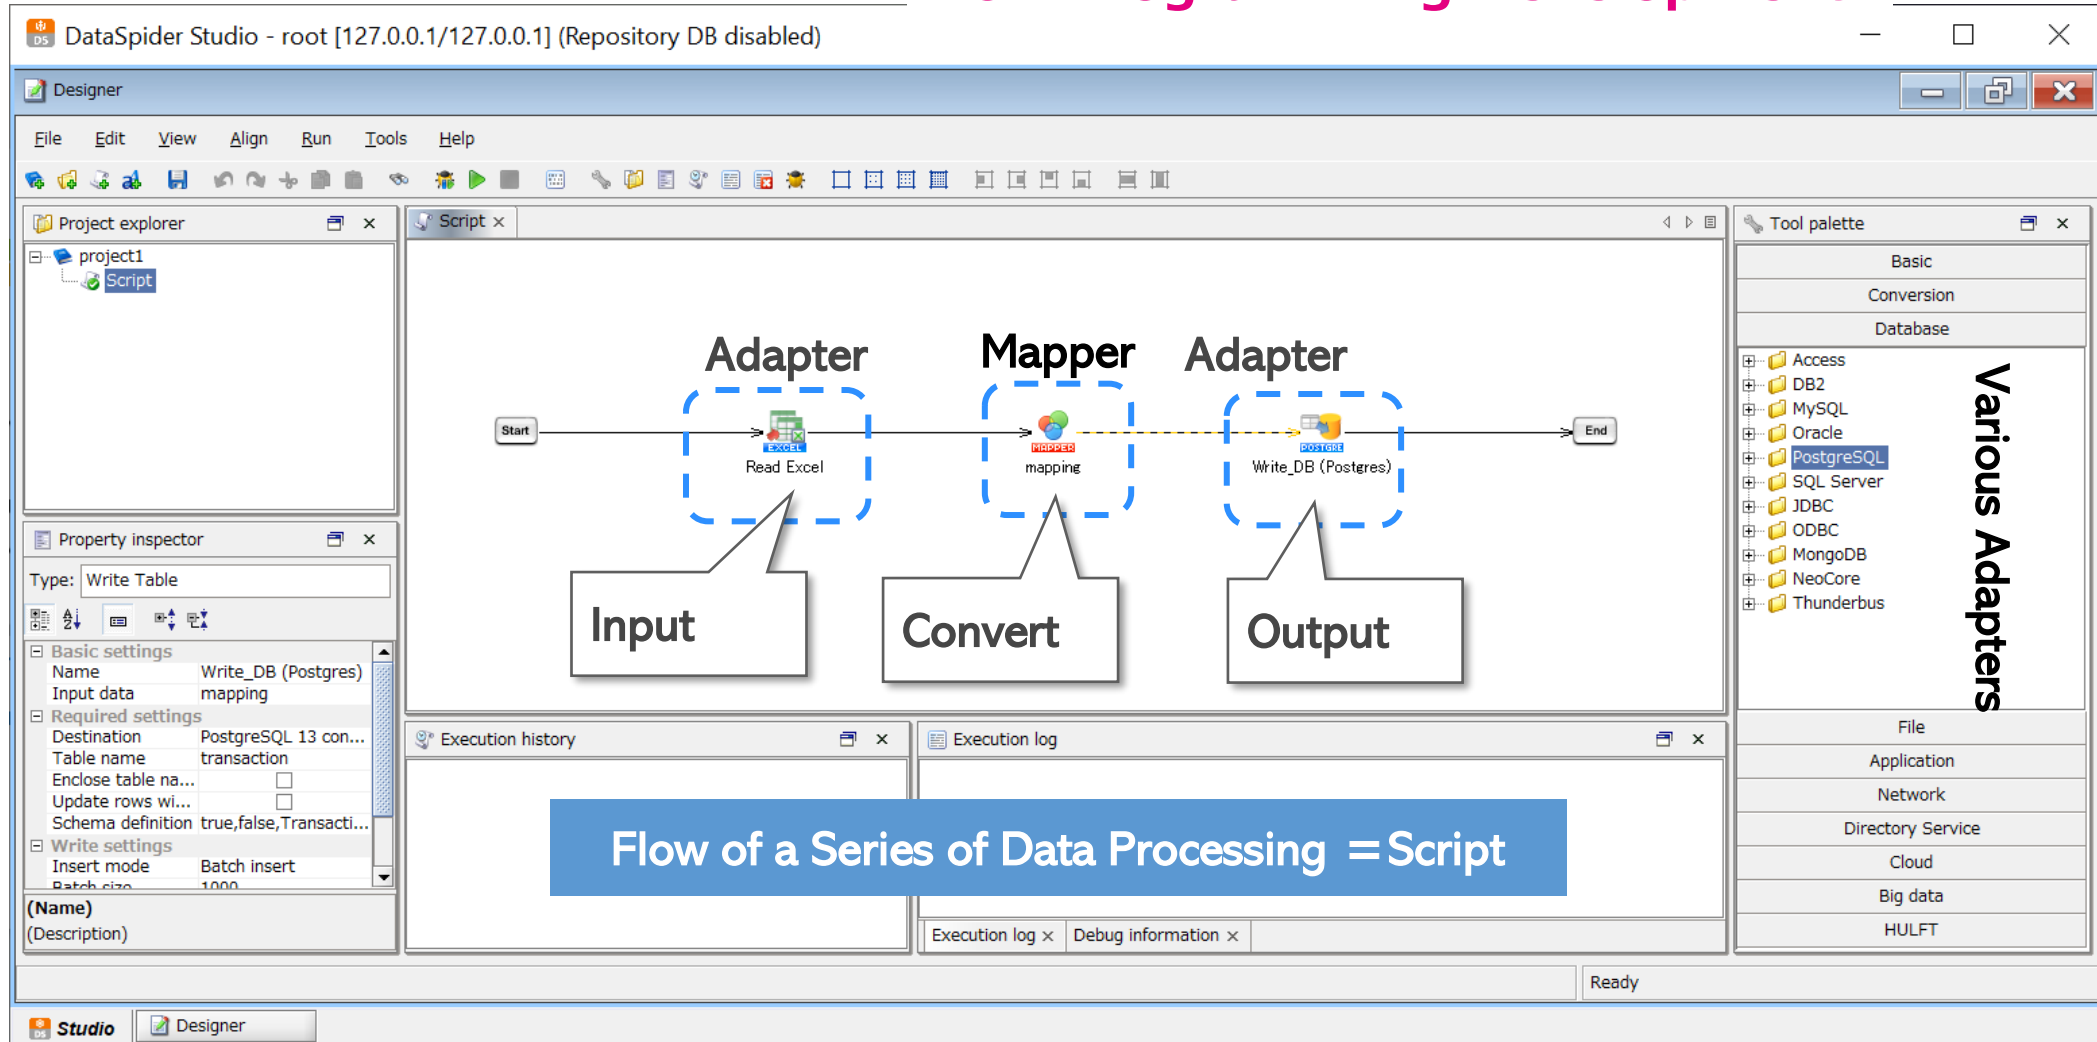 DataSpider Studio - root [127.0.0.1/127.0.0.1] (Repository DB disabled)
Designer
File Edit View Align Run Tools Help
Project explorer
project1
Script
Property inspector
Type: Write Table
Basic settings
Name Write_DB (Postgres)
Input data mapping
Required settings
Destination PostgreSQL 13 con...
Table name transaction
Enclose table na...
Update rows wi...
Schema definition true,false,Transacti...
Write settings
Insert mode Batch insert
Batch size 1000
(Name)
(Description)
Script
Adapter Mapper Adapter
Start
EXCEL
Read Excel
MAPPER
mapping
POSTGRE
Write_DB (Postgres)
End
Input
Convert
Output
Execution history
Execution log
Flow of a Series of Data Processing =Script
Execution log Debug information
Tool palette
Basic
Conversion
Database
Access
DB2
MySQL
Oracle
PostgreSQL
SQL Server
JDBC
ODBC
MongoDB
NeoCore
Thunderbus
Various Adapters
File
Application
Network
Directory Service
Cloud
Big data
HULFT
Ready
DS Studio Designer